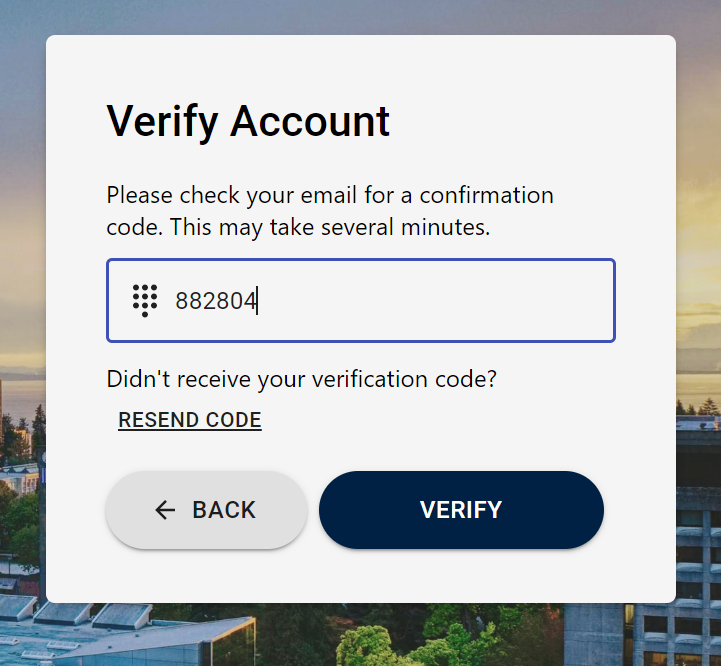 Verify Account
Please check your email for a confirmation
code. This may take several minutes.
882804
Didn't receive your verification code?
RESEND CODE
BACK
VERIFY